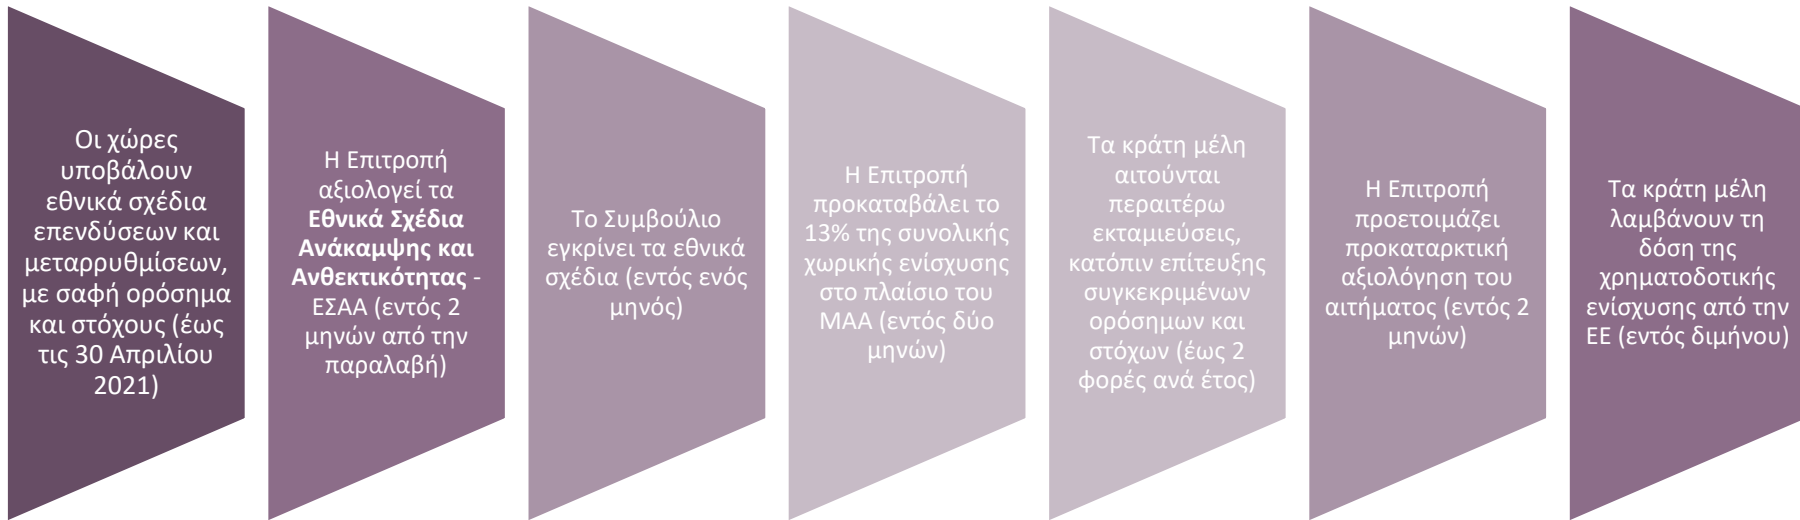 Οι χώρες
υποβάλουν
εθνικά σχέδια
επενδύσεων και
μεταρρυθμίσεων,
με σαφή ορόσημα
και στόχους (έως
τις 30 Απριλίου
2021)
Η Επιτροπή
αξιολογεί τα
Εθνικά Σχέδια
Ανάκαμψης και
Ανθεκτικότητας -
ΕΣΑΑ (εντός 2
μηνών από την
παραλαβή)
Το Συμβούλιο
εγκρίνει τα εθνικά
σχέδια (εντός ενός
μηνός)
Η Επιτροπή
προκαταβάλει το
13% της συνολικής
χωρικής ενίσχυσης
στο πλαίσιο του
ΜΑΑ (εντός δύο
μηνών)
Τα κράτη μέλη
αιτούνται
περαιτέρω
εκταμιεύσεις,
κατόπιν επίτευξης
συγκεκριμένων
ορόσημων και
στόχων (έως 2
φορές ανά έτος)
Η Επιτροπή
προετοιμάζει
προκαταρκτική
αξιολόγηση του
αιτήματος (εντός 2
μηνών)
Τα κράτη μέλη
λαμβάνουν τη
δόση της
χρηματοδοτικής
ενίσχυσης από την
ΕΕ (εντός διμήνου)